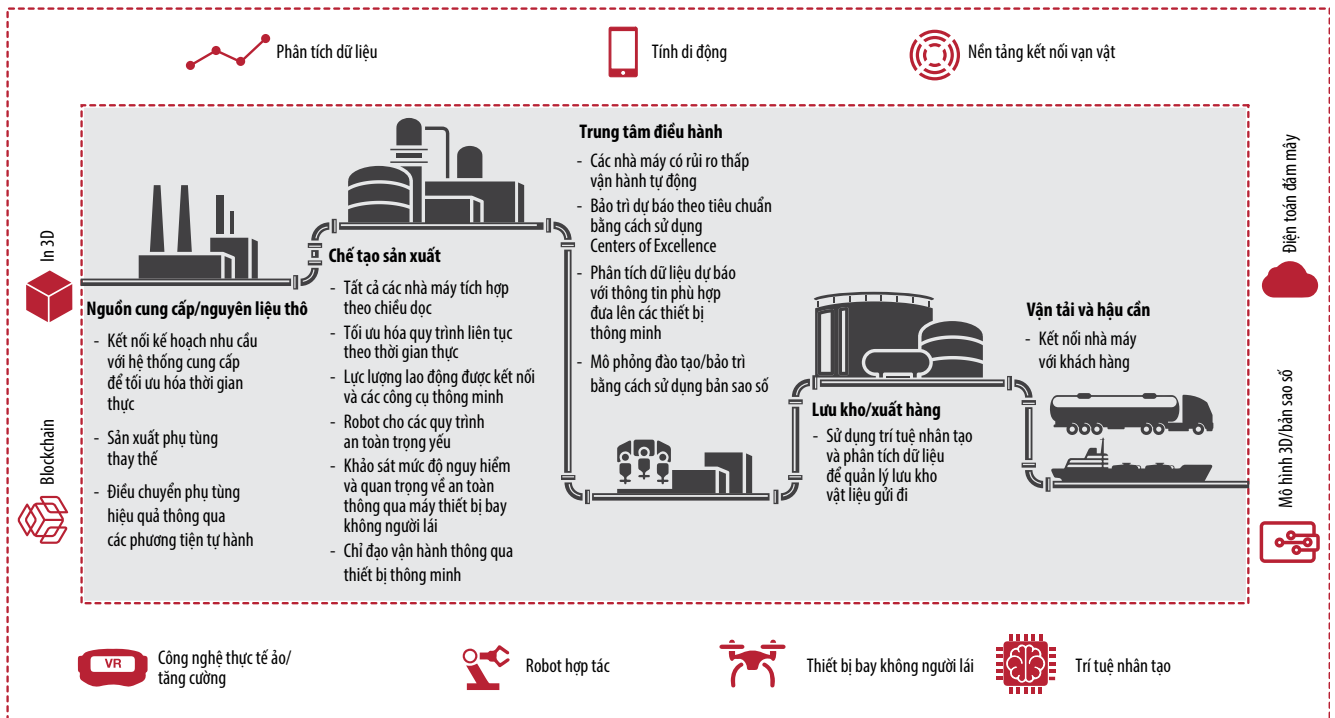 Phân tích dữ liệu
Tính di động
Nền tảng kết nối vạn vật
In 3D
Blockchain
Nguồn cung cấp/nguyên liệu thô
- Kết nối kế hoạch nhu cầu
với hệ thống cung cấp
để tối ưu hóa thời gian
thực
- Sản xuất phụ tùng
thay thế
- Điều chuyển phụ tùng
hiệu quả thông qua
các phương tiện tự hành
Chế tạo sản xuất
- Tất cả các nhà máy tích hợp
theo chiều dọc
- Tối ưu hóa quy trình liên tục
theo thời gian thực
- Lực lượng lao động được kết nối
và các công cụ thông minh
- Robot cho các quy trình
an toàn trọng yếu
- Khảo sát mức độ nguy hiểm
và quan trọng về an toàn
thông qua máy thiết bị bay
không người lái
- Chỉ đạo vận hành thông qua
thiết bị thông minh
Trung tâm điều hành
- Các nhà máy có rủi ro thấp
vận hành tự động
- Bảo trì dự báo theo tiêu chuẩn
bằng cách sử dụng
Centers of Excellence
- Phân tích dữ liệu dự báo
với thông tin phù hợp
đưa lên các thiết bị
thông minh
- Mô phỏng đào tạo/bảo trì
bằng cách sử dụng bản sao số
Lưu kho/xuất hàng
- Sử dụng trí tuệ nhân tạo
và phân tích dữ liệu
để quản lý lưu kho
vật liệu gửi đi
Vận tải và hậu cần
- Kết nối nhà máy
với khách hàng
Điện toán đám mây
Mô hình 3D/bản sao số
VR
Công nghệ thực tế ảo/
tăng cường
Robot hợp tác
Thiết bị bay không người lái
Trí tuệ nhân tạo